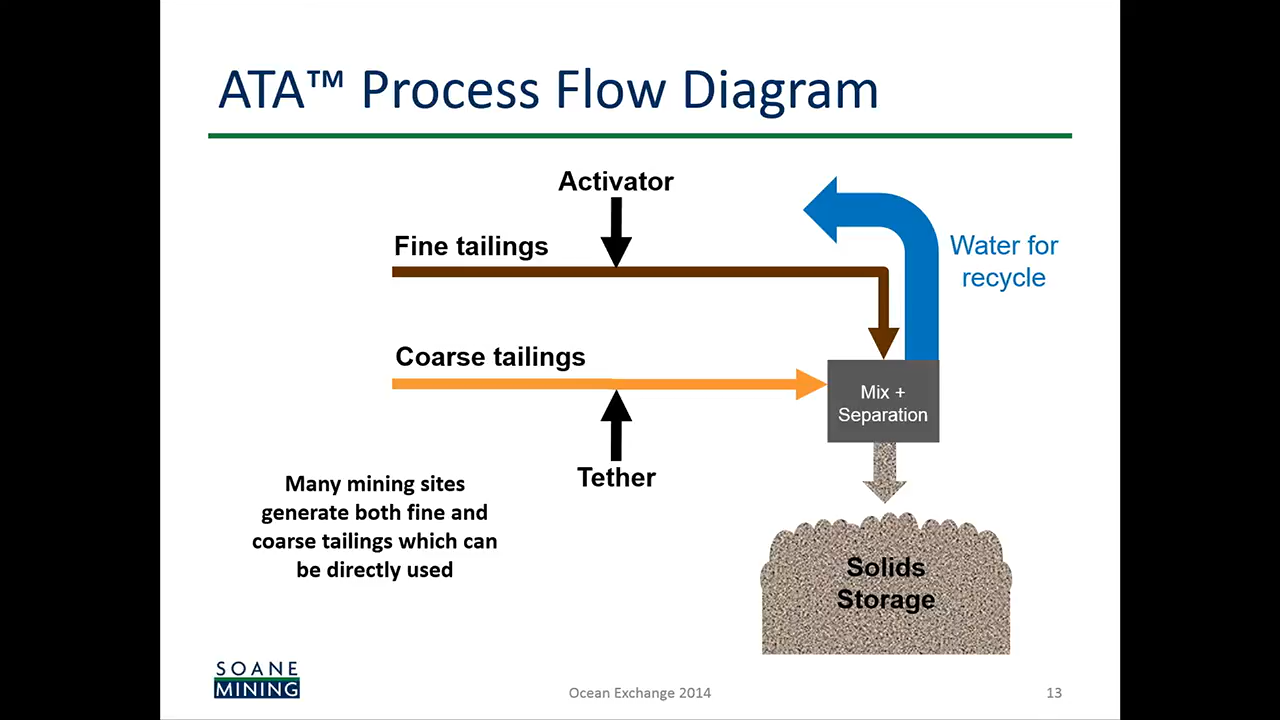 ATA™ Process Flow Diagram
Activator
Fine tailings
Water for
recycle
Coarse tailings
Mix +
Separation
Tether
Many mining sites
generate both fine and
coarse tailings which can
be directly used
Solids
Storage
SOANE
MINING
Ocean Exchange 2014
13